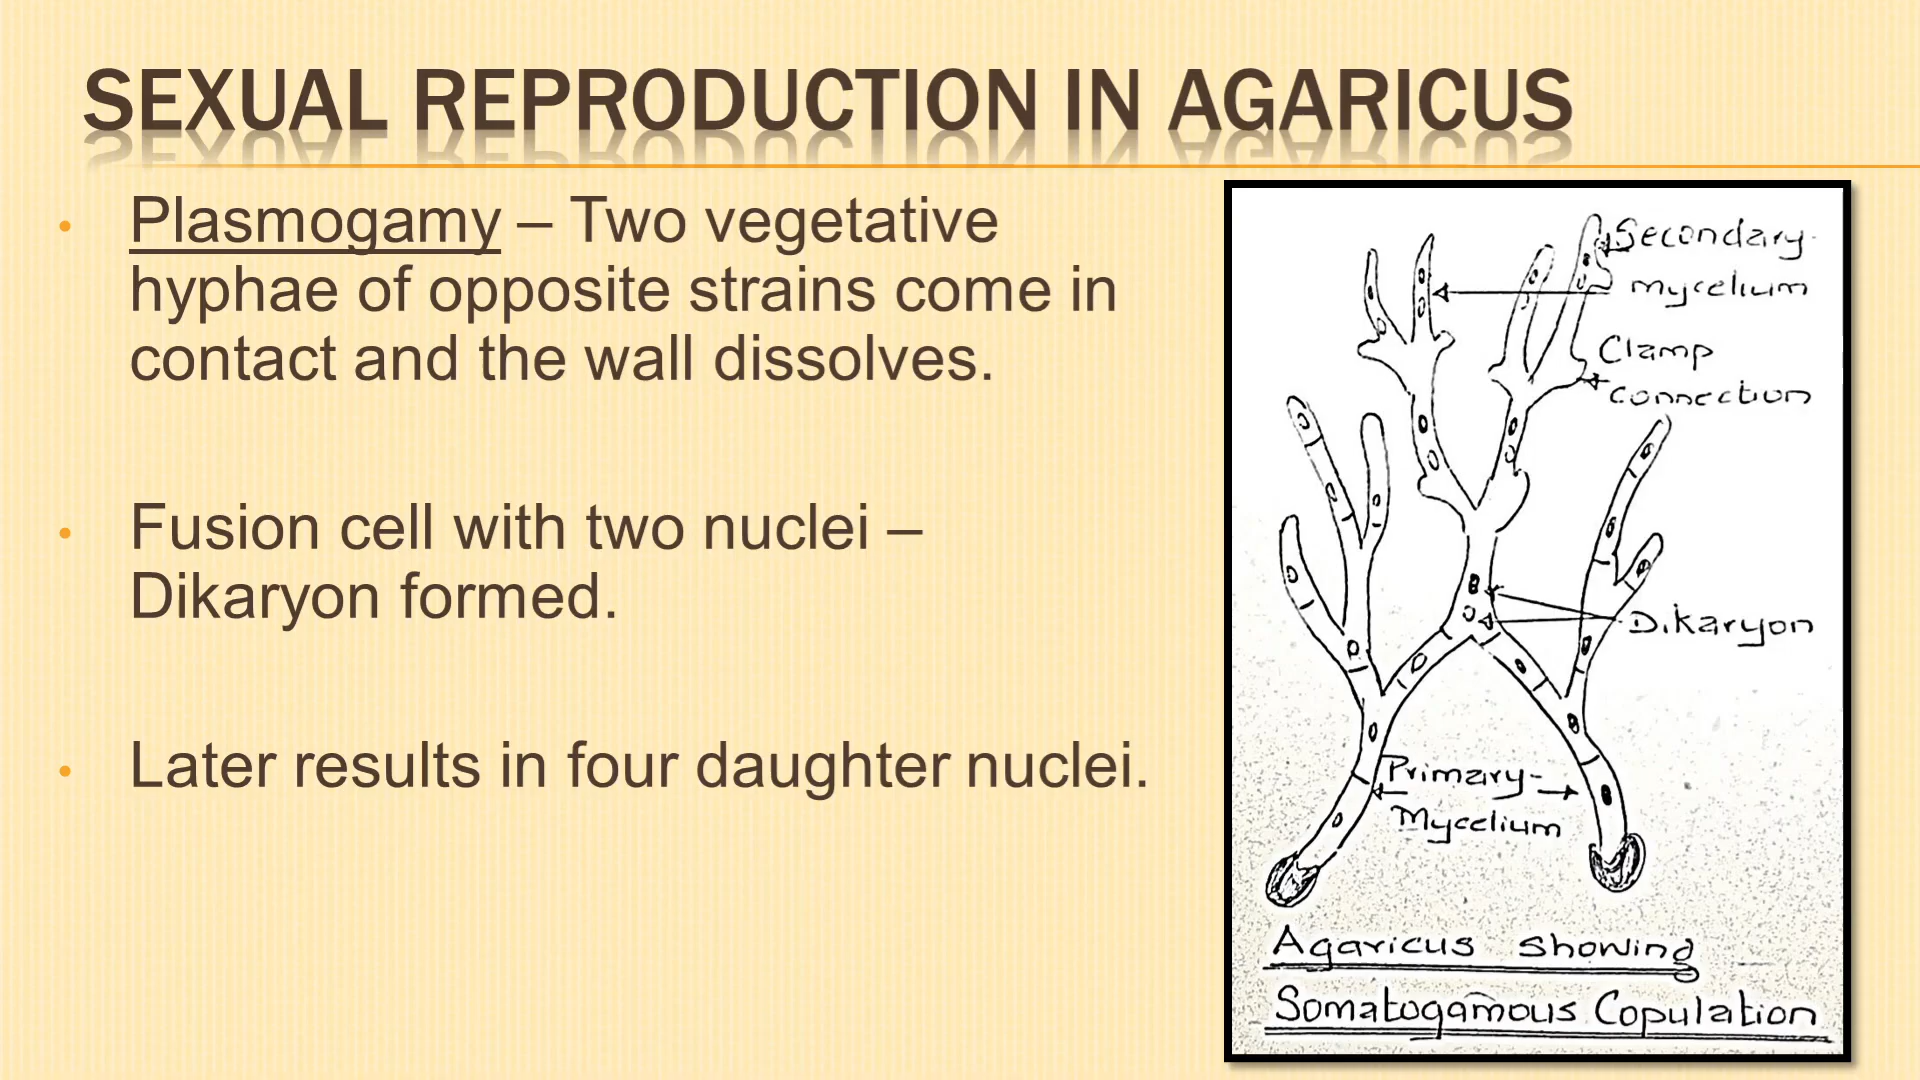 SEXUAL REPRODUCTION IN AGARICUS
• Plasmogamy – Two vegetative
hyphae of opposite strains come in
contact and the wall dissolves.
• Fusion cell with two nuclei –
Dikaryon formed.
• Later results in four daughter nuclei.
Secondary-
mycelium
Clamp
connection
Dikaryon
Primary-
Mycelium
Agaricus showing
Somatogamous Copulation